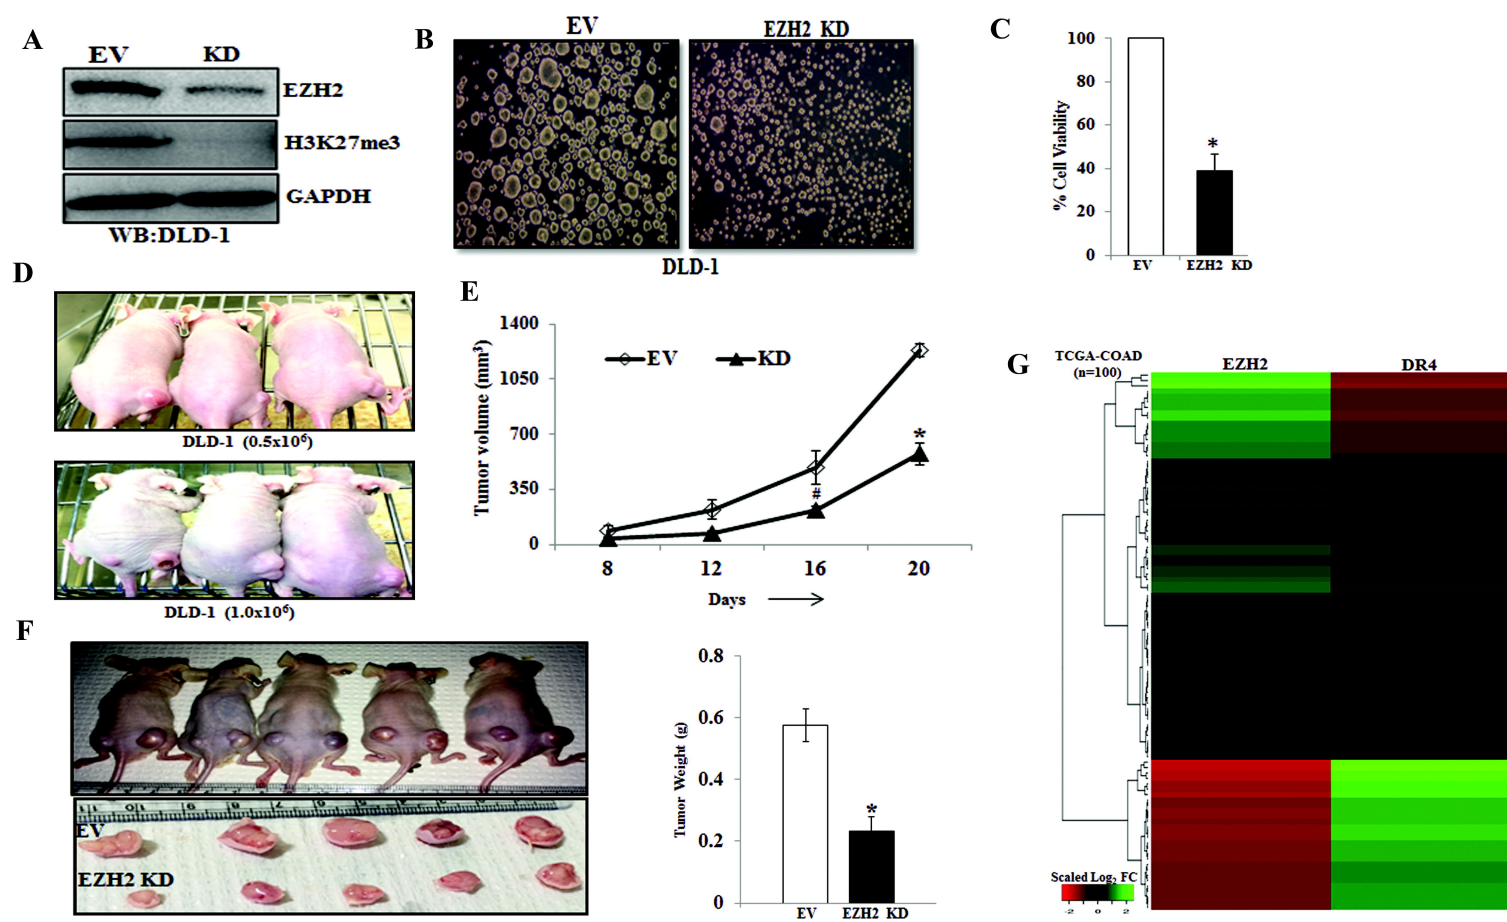 A
EV KD
EZH2
H3K27me3
GAPDH
WB:DLD-1
B
EV EZH2 KD
DLD-1
C
100
80
60
40
20
0
% Cell Viability
*
EV EZH2 KD
D
DLD-1 (0.5x10⁶)
DLD-1 (1.0x10⁶)
E
1400
1050
700
350
0
Tumor volume (mm³)
EV KD
#
*
8 12 16 20
Days
F
EV
EZH2 KD
0.8
0.6
0.4
0.2
0
Tumor Weight (g)
*
EV EZH2 KD
G
TCGA-COAD
(n=100)
EZH2 DR4
Scaled Log₂ FC
-2 0 2